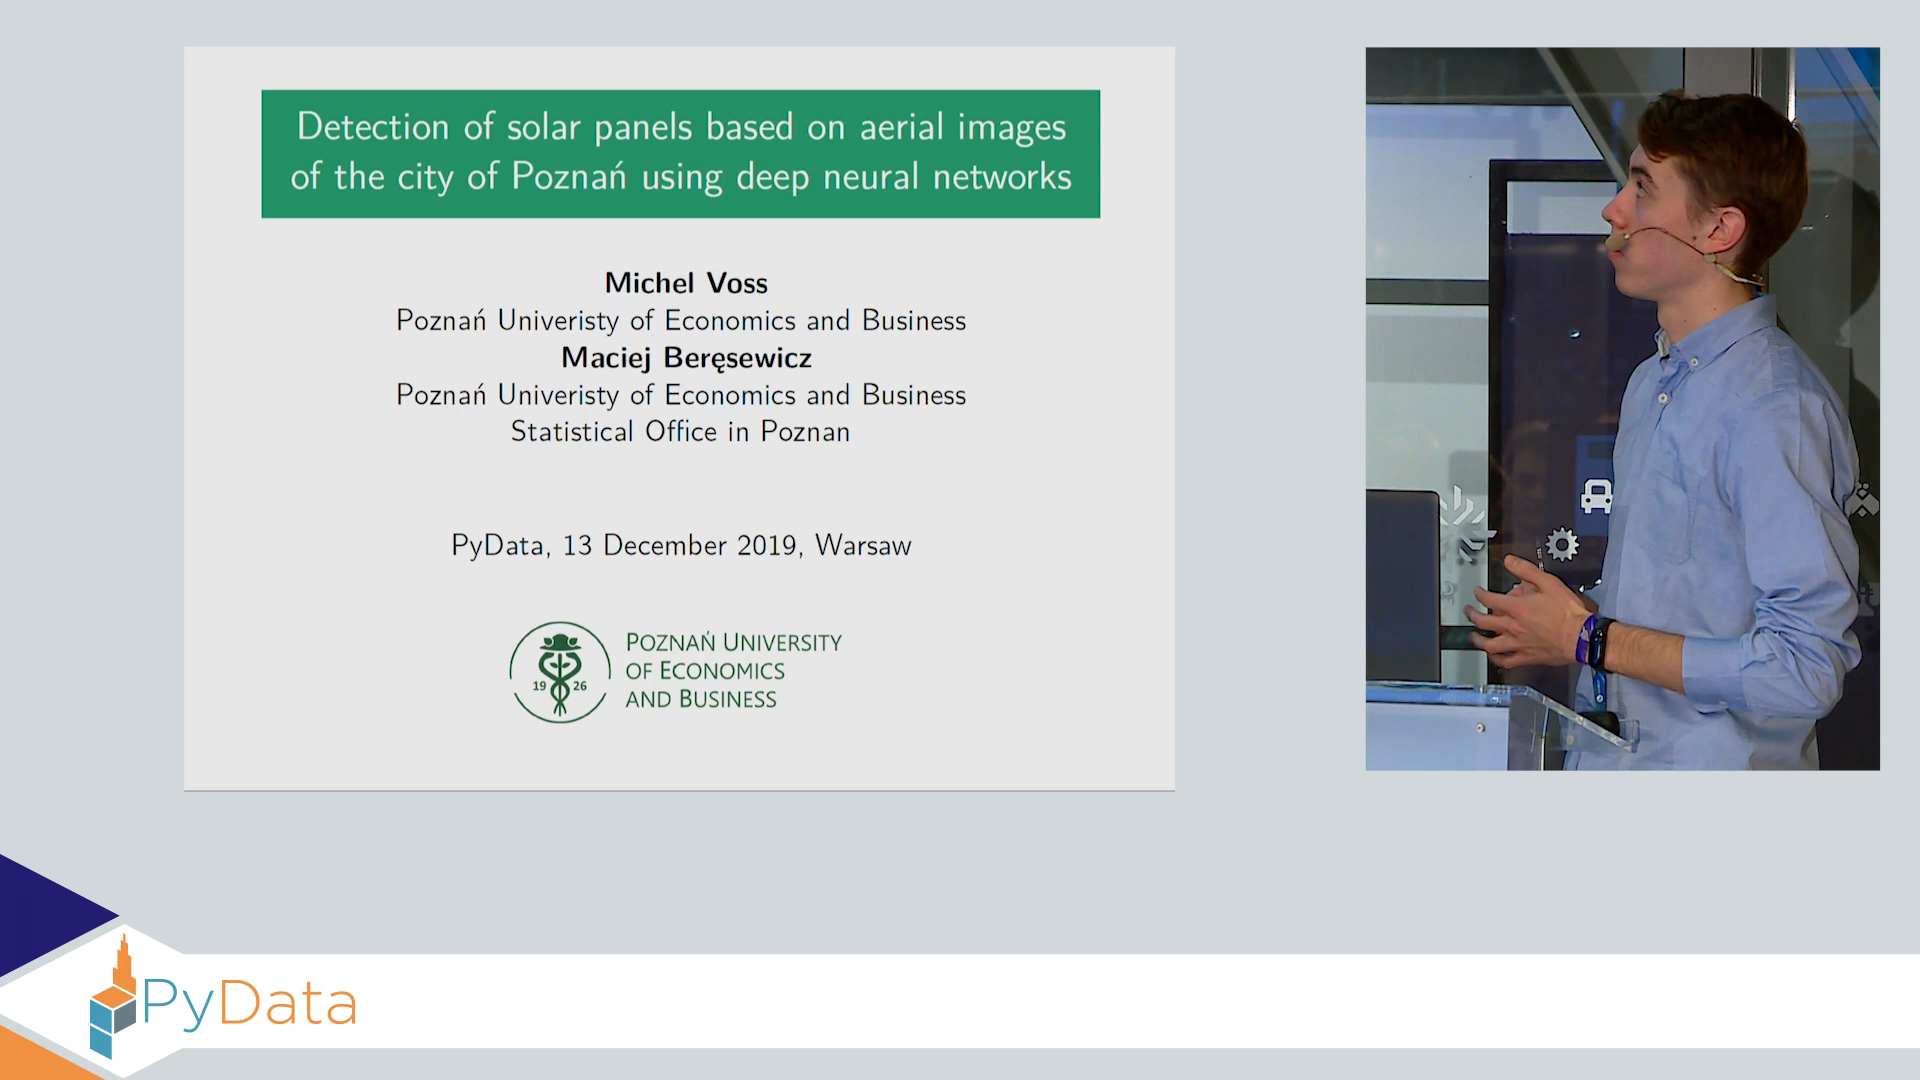 Detection of solar panels based on aerial images
of the city of Poznań using deep neural networks
Michel Voss
Poznań Univeristy of Economics and Business
Maciej Beręsewicz
Poznań Univeristy of Economics and Business
Statistical Office in Poznan
PyData, 13 December 2019, Warsaw
19 26
POZNAŃ UNIVERSITY
OF ECONOMICS
AND BUSINESS
PyData